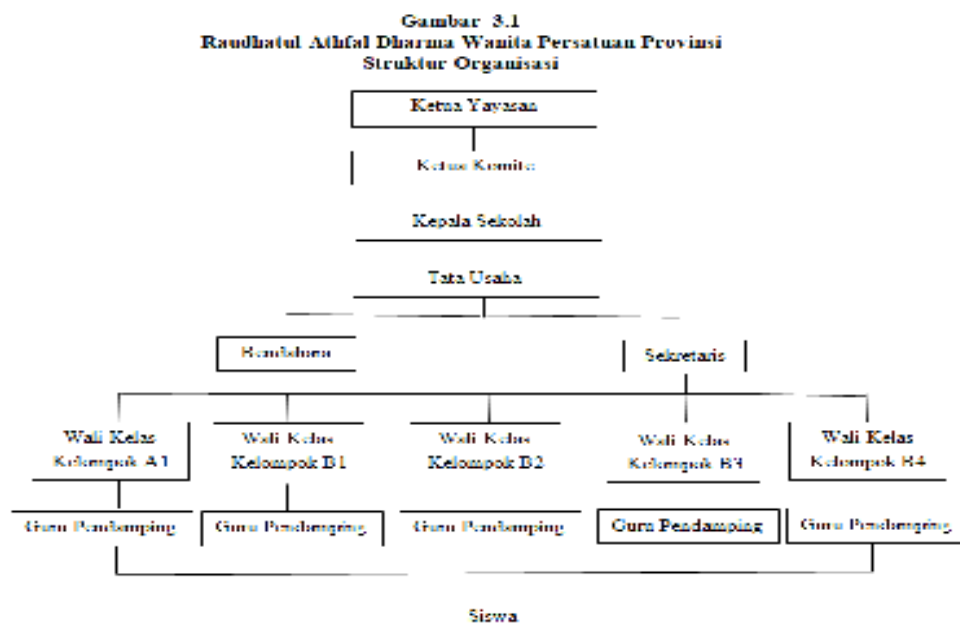 Gambar 3.1
Raudhatul Athfal Dharma Wanita Persatuan Provinsi
Struktur Organisasi
Ketua Yayasan
Ketua Komite
Kepala Sekolah
Tata Usaha
Bendahara
Sekretaris
Wali Kelas
Kelompok A1
Wali Kelas
Kelompok B1
Wali Kelas
Kelompok B2
Wali Kelas
Kelompok B3
Wali Kelas
Kelompok B4
Guru Pendamping
Guru Pendamping
Guru Pendamping
Guru Pendamping
Guru Pendamping
Siswa